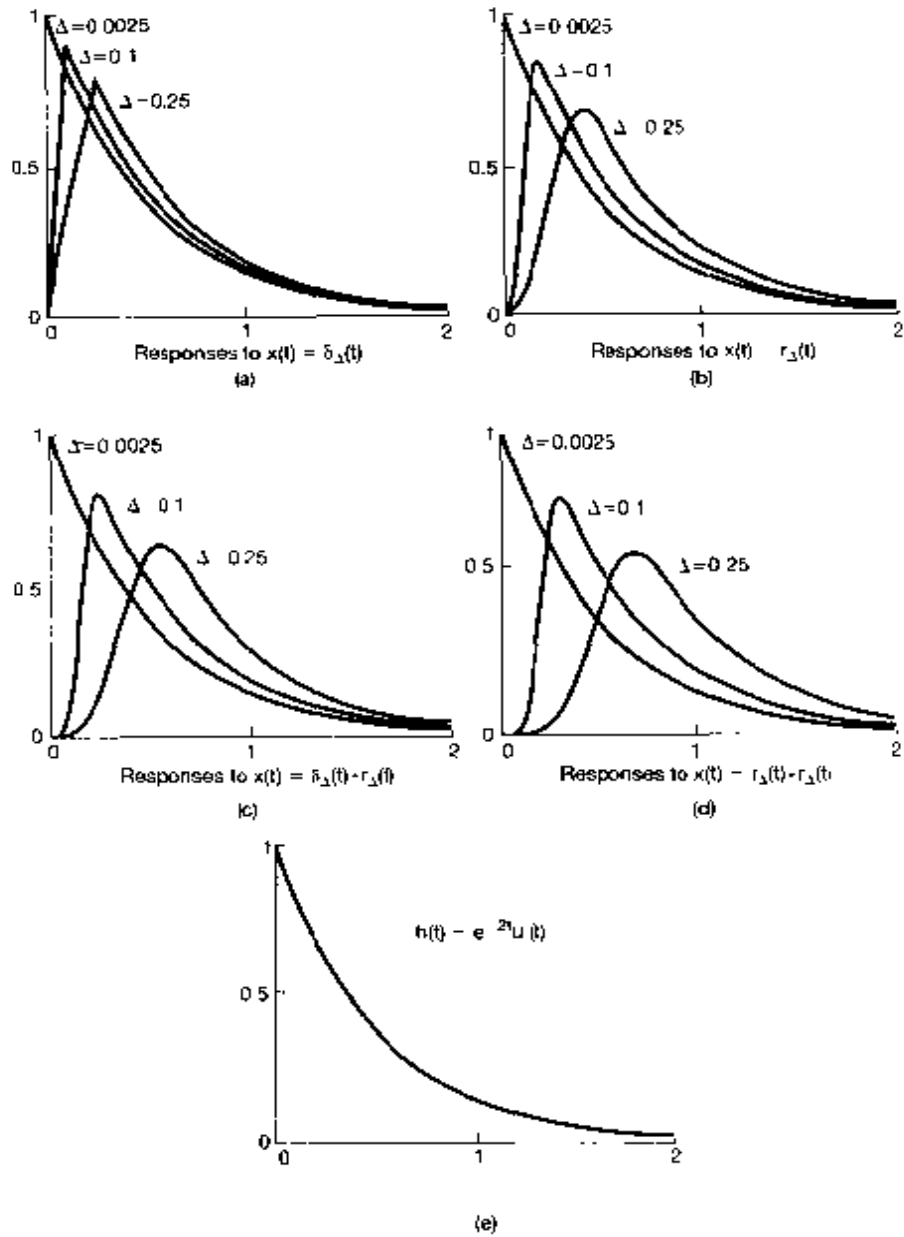 1
Δ=0.0025
Δ=0.1
Δ-0.25
0.5
0
0
1
2
Responses to x(t) = δΔ(t)
(a)
1
Δ=0.0025
Δ-0.1
Δ 0.25
0.5
0
0
1
2
Responses to x(t) rΔ(t)
(b)
1
Δ=0.0025
Δ 0.1
Δ 0.25
0.5
0
0
1
2
Responses to x(t) = δΔ(t)*rΔ(t)
(c)
1
Δ=0.0025
Δ=0.1
Δ=0.25
0.5
0
0
1
2
Responses to x(t) - rΔ(t)*rΔ(t)
(d)
1
h(t) - e 2tu (t)
0.5
0
0
1
2
(e)